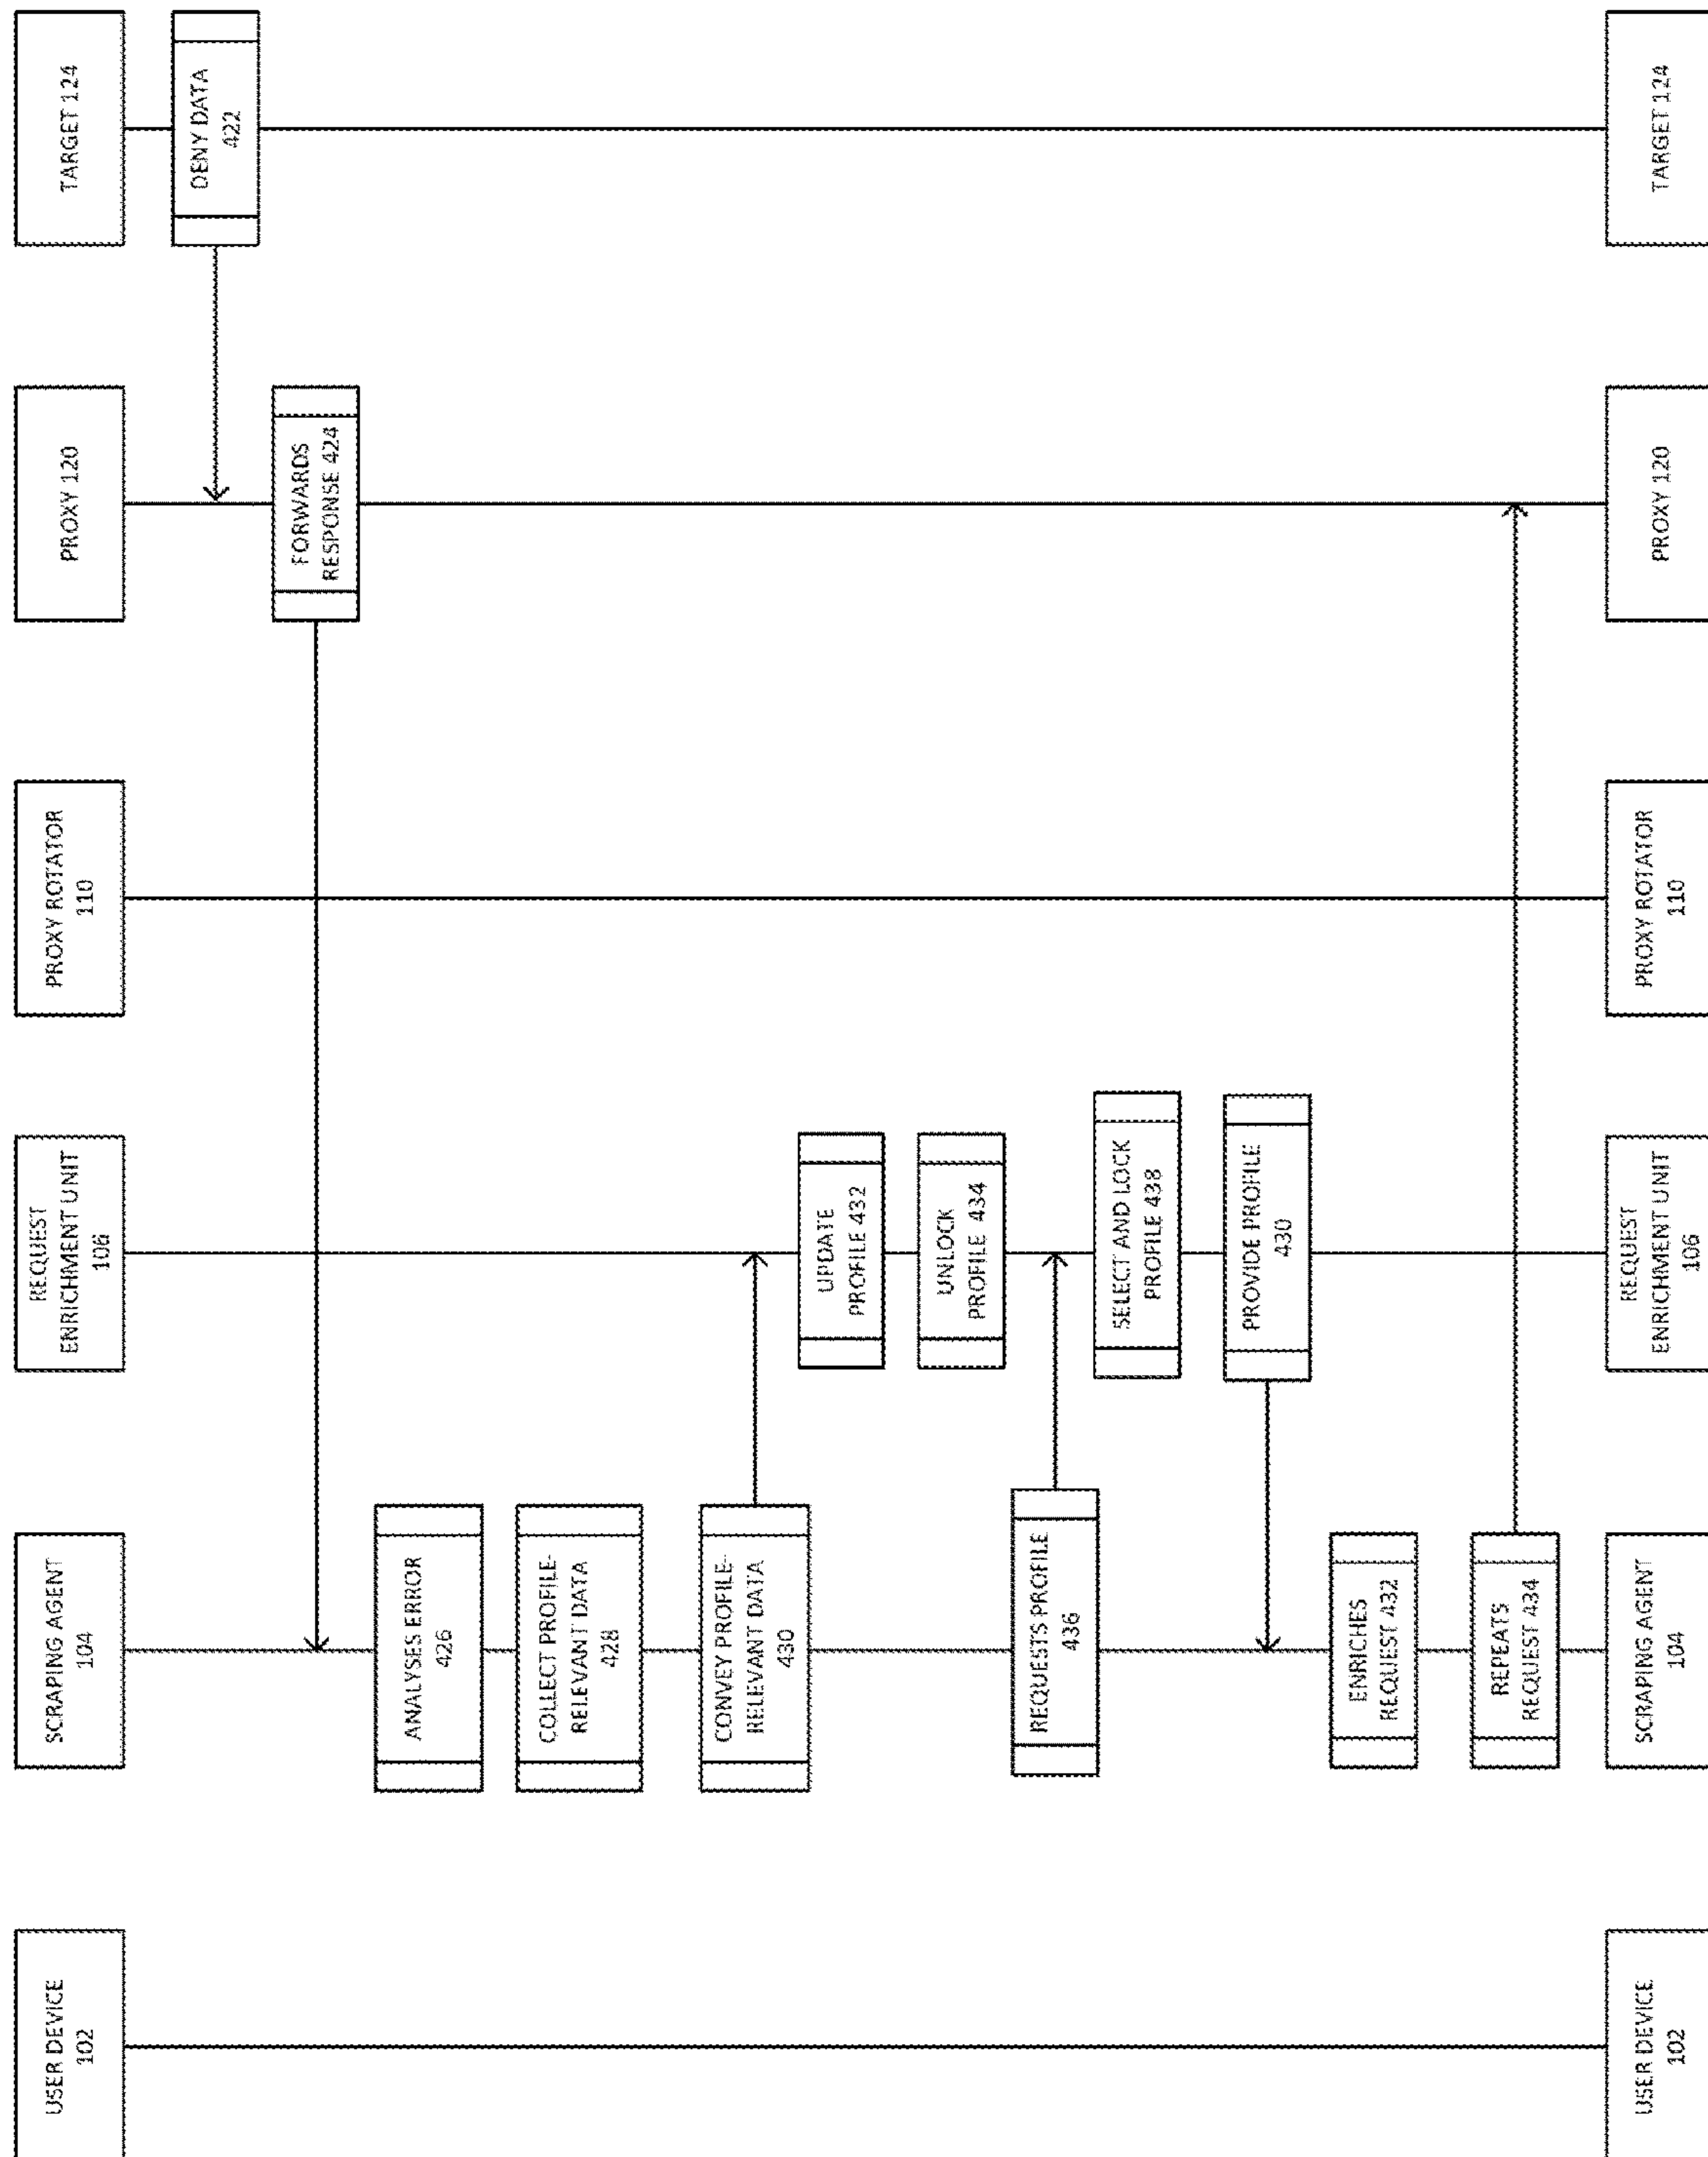 USER DEVICE
102
SCRAPING AGENT
104
REQUEST
ENRICHMENT UNIT
106
PROXY ROTATOR
110
PROXY 120
TARGET 124
DENY DATA
422
FORWARDS
RESPONSE 424
ANALYSES ERROR
426
COLLECT PROFILE-
RELEVANT DATA
428
CONVEY PROFILE-
RELEVANT DATA
430
UPDATE
PROFILE 432
UNLOCK
PROFILE 434
REQUESTS PROFILE
436
SELECT AND LOCK
PROFILE 438
PROVIDE PROFILE
430
ENRICHES
REQUEST 432
REPEATS
REQUEST 434
USER DEVICE
102
SCRAPING AGENT
104
REQUEST
ENRICHMENT UNIT
106
PROXY ROTATOR
110
PROXY 120
TARGET 124